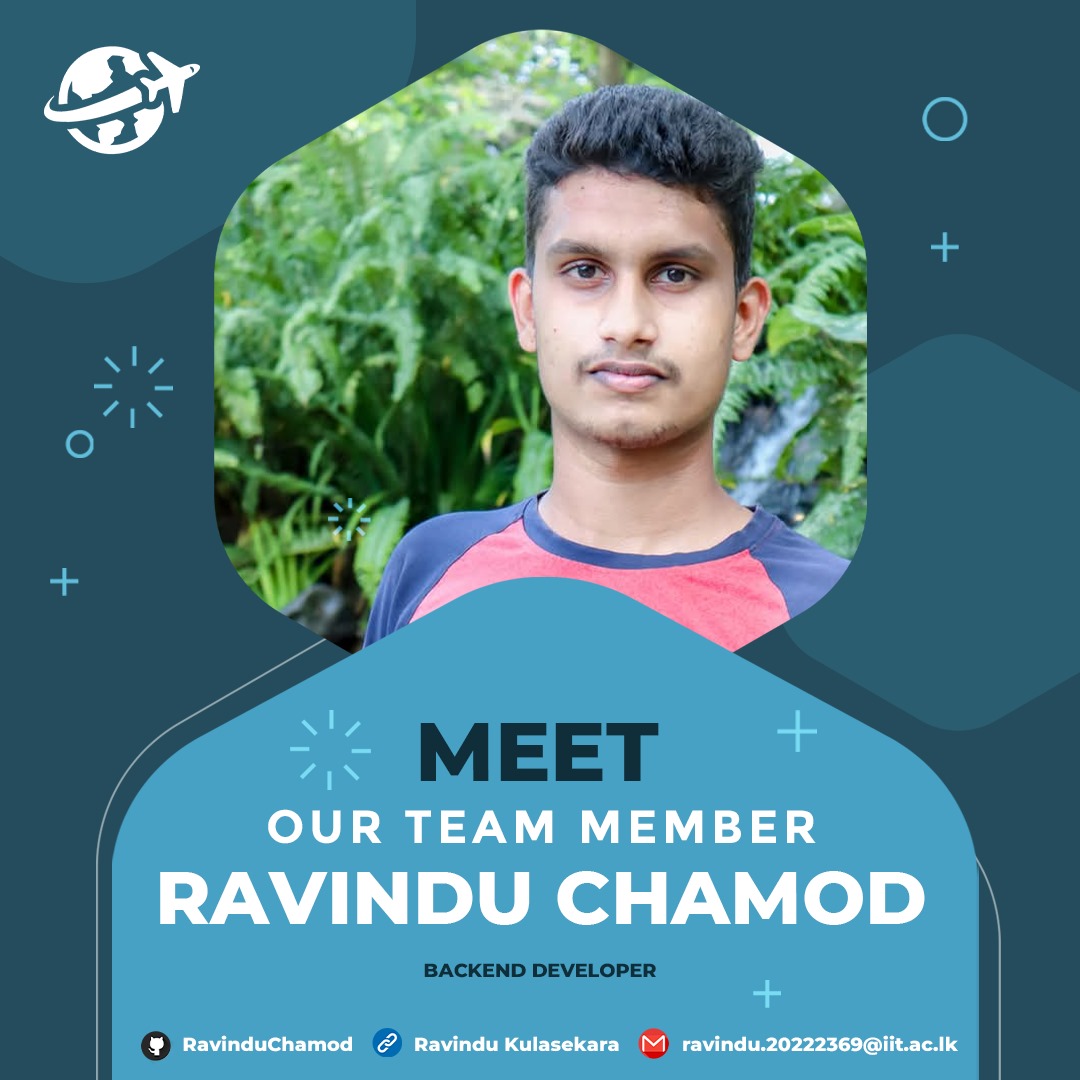 MEET
OUR TEAM MEMBER
RAVINDU CHAMOD
BACKEND DEVELOPER
RavinduChamod Ravindu Kulasekara ravindu.20222369@iit.ac.lk